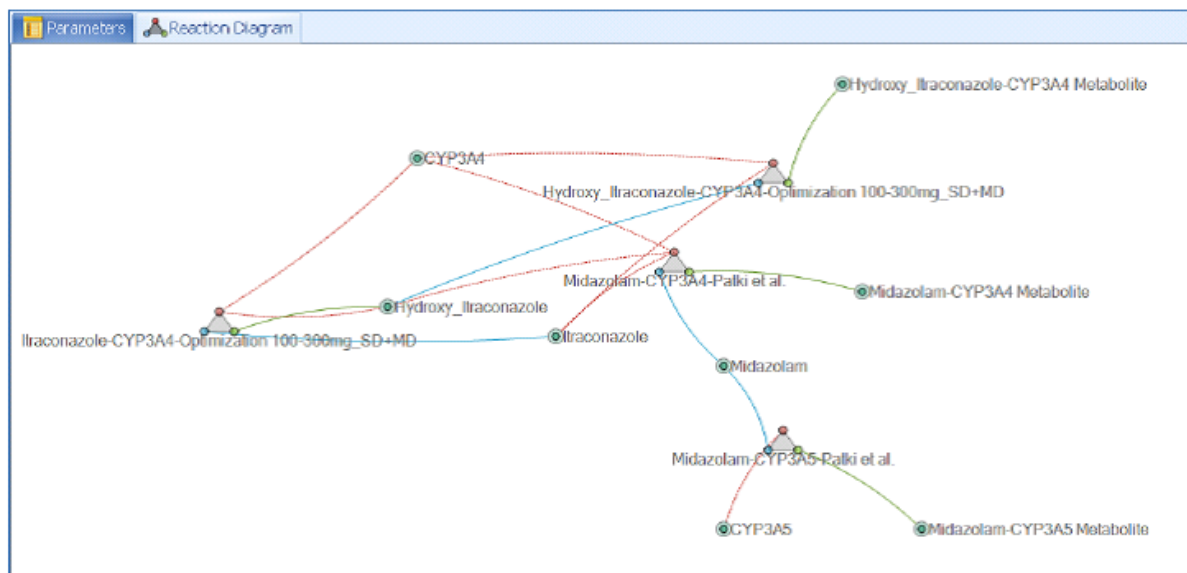 Parameters
Reaction Diagram
Hydroxy_Itraconazole-CYP3A4 Metabolite
CYP3A4
Hydroxy_Itraconazole-CYP3A4-Optimization 100-300mg_SD+MD
Midazolam-CYP3A4-Palki et al.
Midazolam-CYP3A4 Metabolite
Hydroxy_Itraconazole
Itraconazole-CYP3A4-Optimization 100-300mg_SD+MD
Itraconazole
Midazolam
Midazolam-CYP3A5-Palki et al.
CYP3A5
Midazolam-CYP3A5 Metabolite